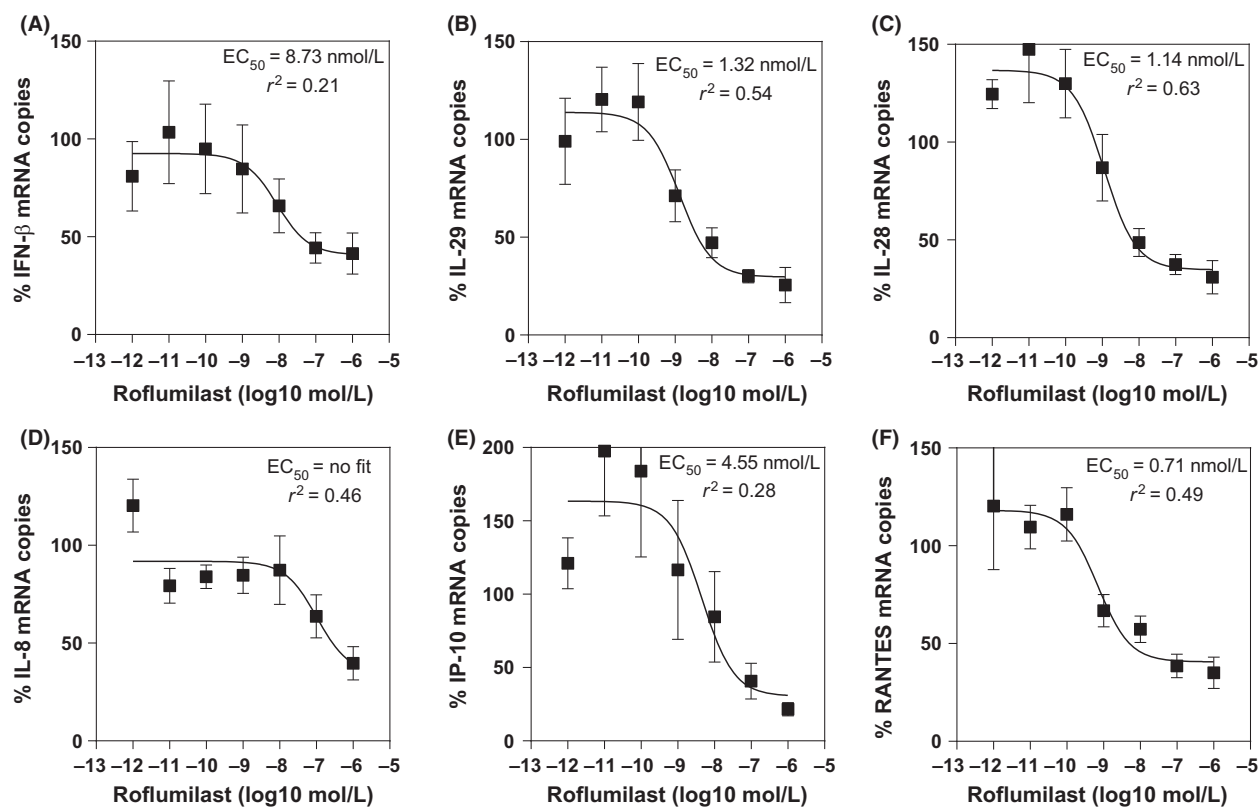 (A)
EC50 = 8.73 nmol/L
r2 = 0.21
% IFN-β mRNA copies
150
100
50
0
–13 –12 –11 –10 –9 –8 –7 –6 –5
Roflumilast (log10 mol/L)
(B)
EC50 = 1.32 nmol/L
r2 = 0.54
% IL-29 mRNA copies
150
100
50
0
–13 –12 –11 –10 –9 –8 –7 –6 –5
Roflumilast (log10 mol/L)
(C)
EC50 = 1.14 nmol/L
r2 = 0.63
% IL-28 mRNA copies
150
100
50
0
–13 –12 –11 –10 –9 –8 –7 –6 –5
Roflumilast (log10 mol/L)
(D)
EC50 = no fit
r2 = 0.46
% IL-8 mRNA copies
150
100
50
0
–13 –12 –11 –10 –9 –8 –7 –6 –5
Roflumilast (log10 mol/L)
(E)
EC50 = 4.55 nmol/L
r2 = 0.28
% IP-10 mRNA copies
200
150
100
50
0
–13 –12 –11 –10 –9 –8 –7 –6 –5
Roflumilast (log10 mol/L)
(F)
EC50 = 0.71 nmol/L
r2 = 0.49
% RANTES mRNA copies
150
100
50
0
–13 –12 –11 –10 –9 –8 –7 –6 –5
Roflumilast (log10 mol/L)